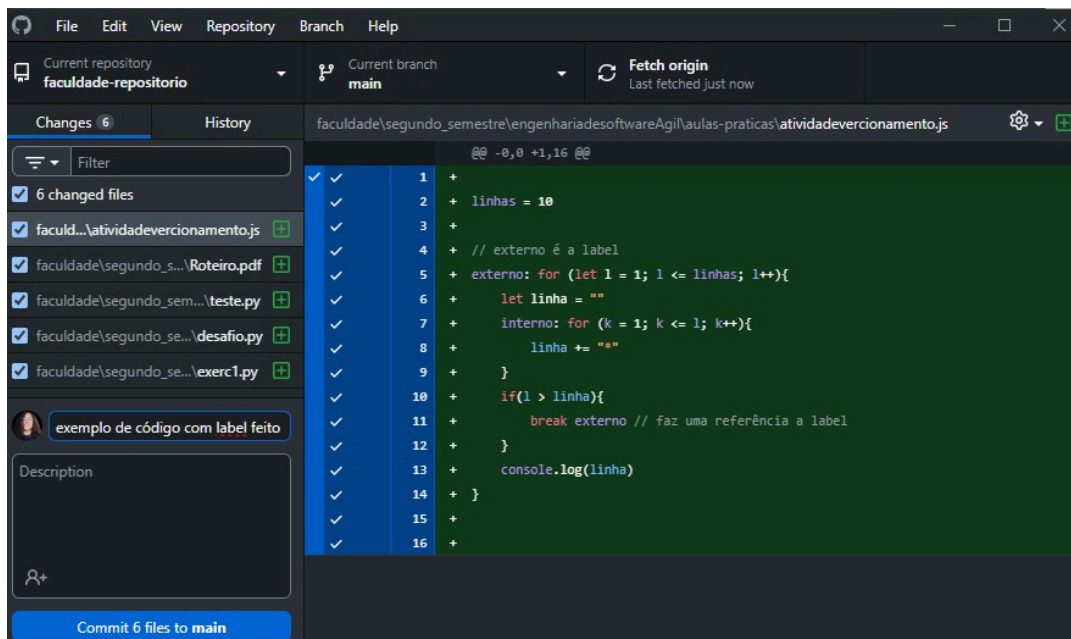 File Edit View Repository Branch Help
Current repository
faculdade-repositorio
Current branch
main
Fetch origin
Last fetched just now
Changes 6 History
faculdade\segundo_semestre\engenhariadesoftwareAgil\aulas-praticas\atividadevercionamento.js
Filter
6 changed files
faculd...\atividadevercionamento.js
faculdade\segundo_s...\Roteiro.pdf
faculdade\segundo_sem...\teste.py
faculdade\segundo_se...\desafio.py
faculdade\segundo_se...\exerc1.py
exemplo de código com label feito
Description
Commit 6 files to main
@@ -0,0 +1,16 @@
1 +
2 + linhas = 10
3 +
4 + // externo é a label
5 + externo: for (let l = 1; l <= linhas; l++){
6 + let linha = ""
7 + interno: for (k = 1; k <= l; k++){
8 + linha += "*"
9 + }
10 + if(l > linha){
11 + break externo // faz uma referência a label
12 + }
13 + console.log(linha)
14 + }
15 +
16 +